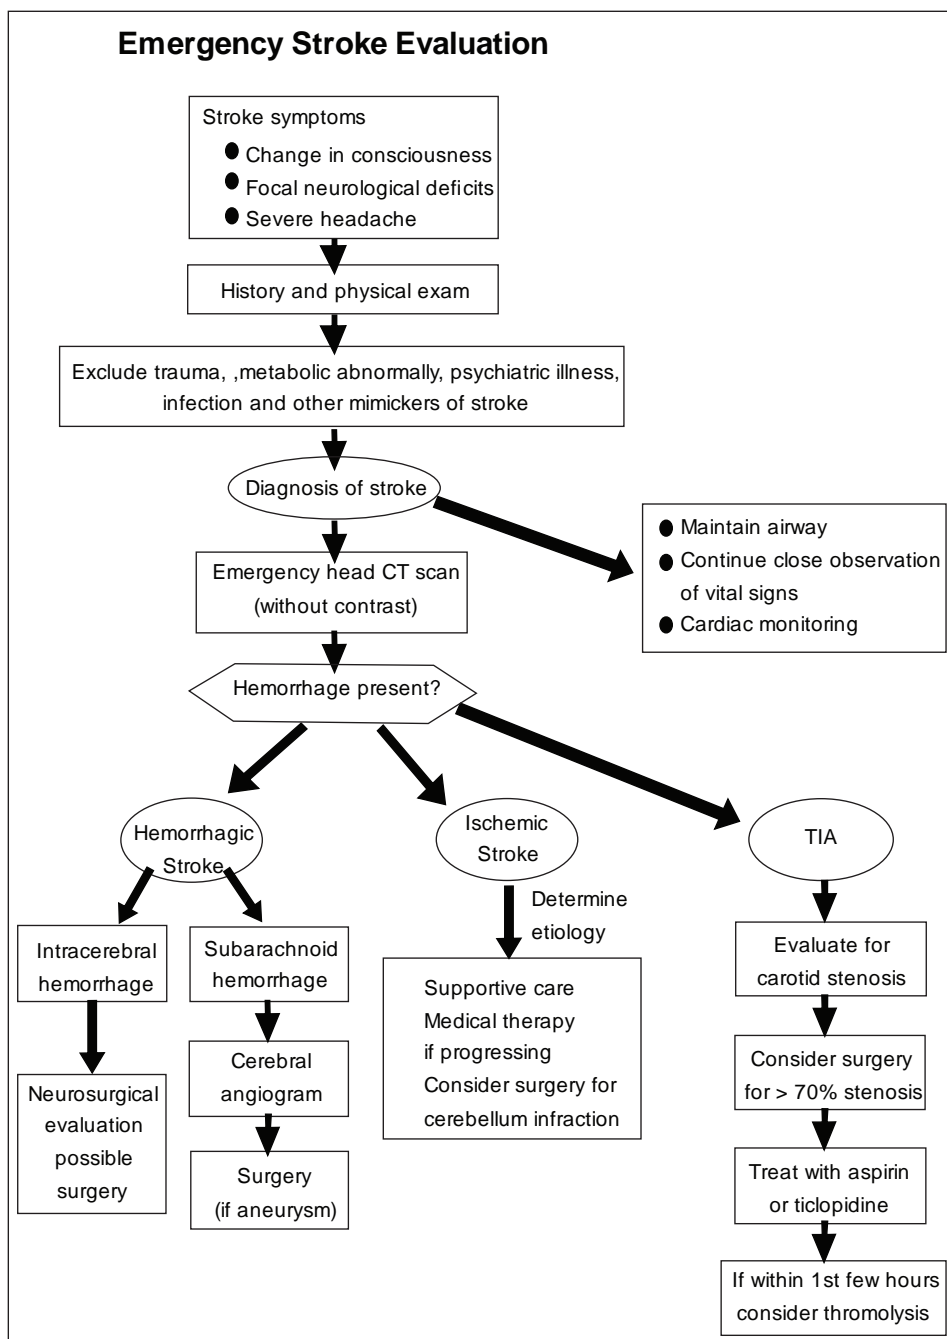 Emergency Stroke Evaluation
Stroke symptoms
● Change in consciousness
● Focal neurological deficits
● Severe headache
History and physical exam
Exclude trauma, ,metabolic abnormally, psychiatric illness,
infection and other mimickers of stroke
Diagnosis of stroke
● Maintain airway
● Continue close observation
of vital signs
● Cardiac monitoring
Emergency head CT scan
(without contrast)
Hemorrhage present?
Hemorrhagic
Stroke
Ischemic
Stroke
TIA
Intracerebral
hemorrhage
Neurosurgical
evaluation
possible
surgery
Subarachnoid
hemorrhage
Cerebral
angiogram
Surgery
(if aneurysm)
Determine
etiology
Supportive care
Medical therapy
if progressing
Consider surgery for
cerebellum infraction
Evaluate for
carotid stenosis
Consider surgery
for > 70% stenosis
Treat with aspirin
or ticlopidine
If within 1st few hours
consider thromolysis